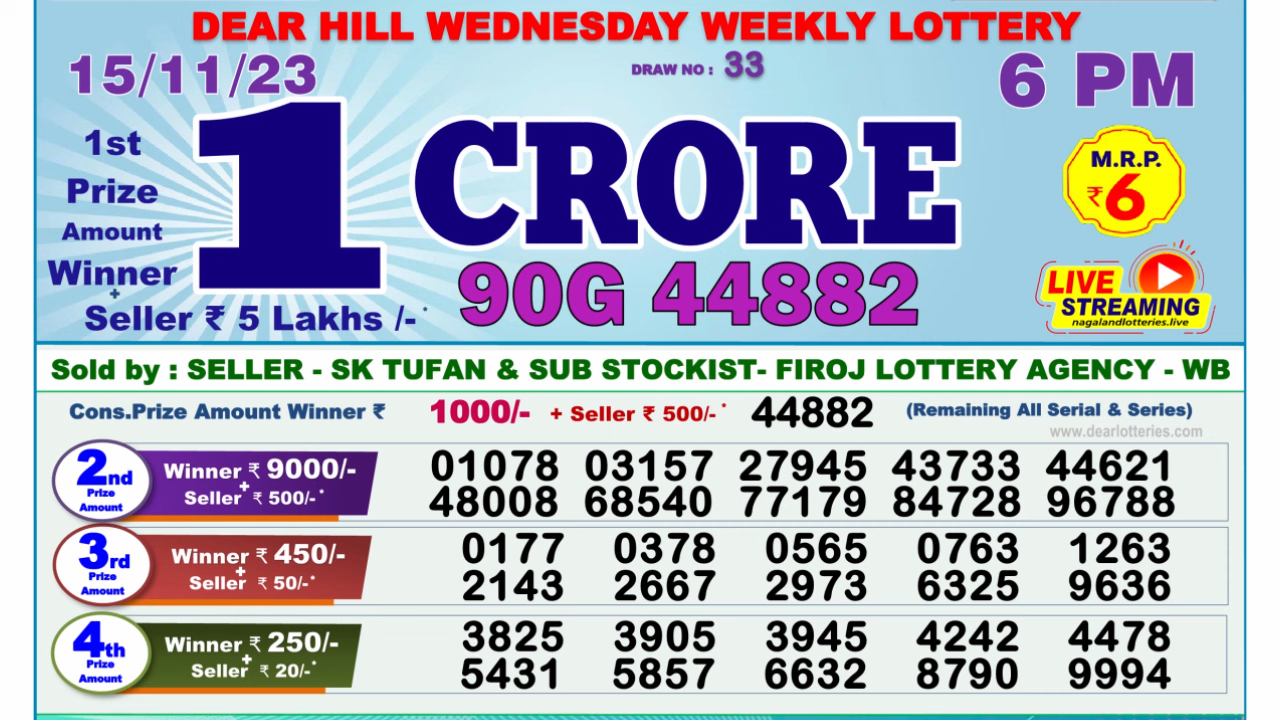 DEAR HILL WEDNESDAY WEEKLY LOTTERY
15/11/23
DRAW NO : 33
6 PM
1st
Prize
Amount
Winner
+
Seller ₹ 5 Lakhs /-*
1 CRORE
90G 44882
M.R.P.
₹6
LIVE
STREAMING
nagalandlotteries.live
Sold by : SELLER - SK TUFAN & SUB STOCKIST- FIROJ LOTTERY AGENCY - WB
Cons.Prize Amount Winner ₹ 1000/- + Seller ₹ 500/-* 44882 (Remaining All Serial & Series)
www.dearlotteries.com
2nd
Prize
Amount
Winner ₹ 9000/-
+
Seller ₹ 500/-*
01078 03157 27945 43733 44621
48008 68540 77179 84728 96788
3rd
Prize
Amount
Winner ₹ 450/-
+
Seller ₹ 50/-*
0177 0378 0565 0763 1263
2143 2667 2973 6325 9636
4th
Prize
Amount
Winner ₹ 250/-
+
Seller ₹ 20/-*
3825 3905 3945 4242 4478
5431 5857 6632 8790 9994